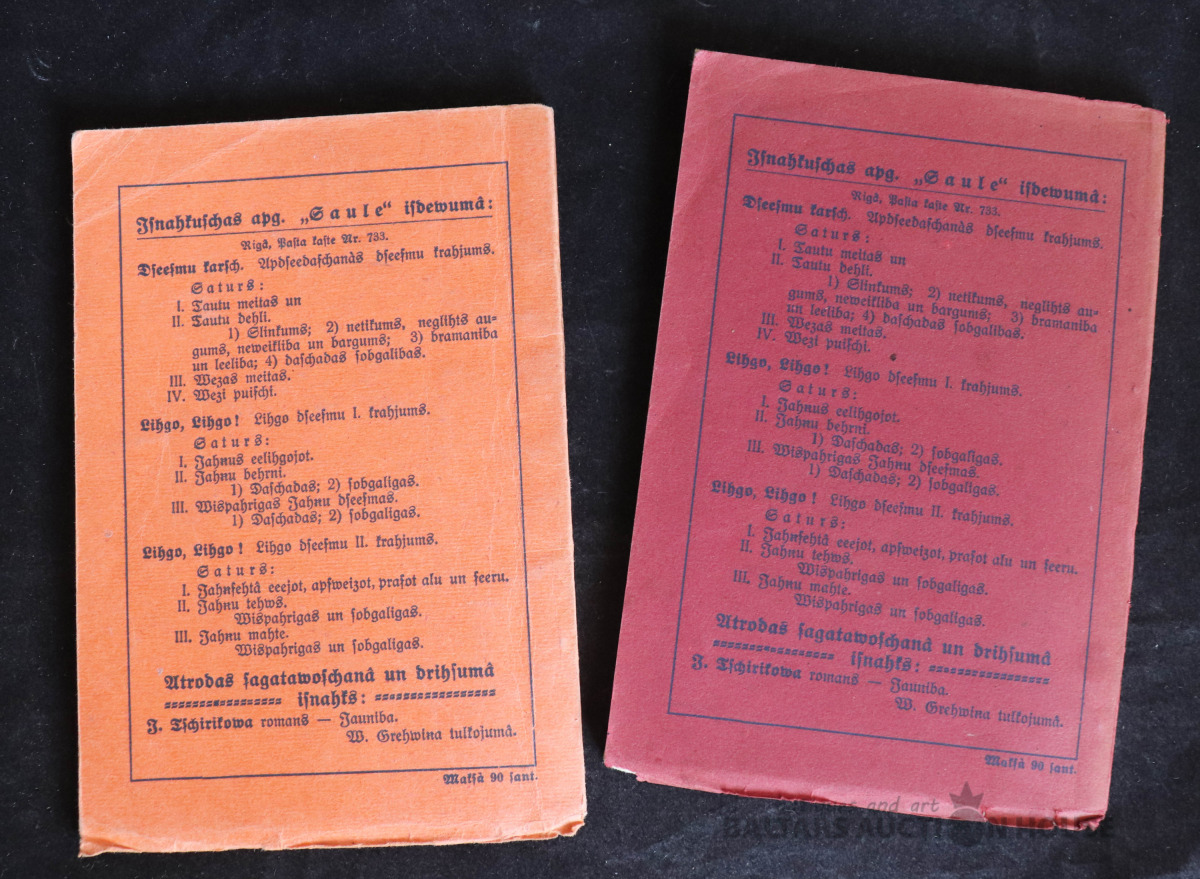 Iſnahkuſchas apg. „Saule“ iſdewumâ:
Rigâ, Paſta kaſte Nr. 733.
Dſeeſmu karſch. Apdſeedaſchanàs dſeeſmu krahjums.
Saturs:
I. Tautu meitas un
II. Tautu dehli.
1) Slinkums; 2) netikums, neglihts au-
gums, neweikliba un bargums; 3) bramaniba
un leeliba; 4) daſchadas ſobgalibas.
III. Wezas meitas.
IV. Wezi puiſchi.
Lihgo, Lihgo! Lihgo dſeeſmu I. krahjums.
Saturs:
I. Jahnus eelihgojot.
II. Jahnu behrni.
1) Daſchadas; 2) ſobgaligas.
III. Wispahrigas Jahnu dſeeſmas.
1) Daſchadas; 2) ſobgaligas.
Lihgo, Lihgo! Lihgo dſeeſmu II. krahjums.
Saturs:
I. Jahnſehtâ eeejot, apſweizot, praſot alu un ſeeru.
II. Jahnu tehws.
Wispahrigas un ſobgaligas.
III. Jahnu mahte.
Wispahrigas un ſobgaligas.
Atrodas ſagatawoſchanâ un drihſumâ
iſnahks:
J. Tſchirikowa romans — Jauniba.
W. Grehwina tulkojumâ.
Makſà 90 ſant.
Iſnahkuſchas apg. „Saule“ iſdewumâ:
Rigâ, Paſta kaſte Nr. 733.
Dſeeſmu karſch. Apdſeedaſchanàs dſeeſmu krahjums.
Saturs:
I. Tautu meitas un
II. Tautu dehli.
1) Slinkums; 2) netikums, neglihts au-
gums, neweikliba un bargums; 3) bramaniba
un leeliba; 4) daſchadas ſobgalibas.
III. Wezas meitas.
IV. Wezi puiſchi.
Lihgo, Lihgo! Lihgo dſeeſmu I. krahjums.
Saturs:
I. Jahnus eelihgojot.
II. Jahnu behrni.
1) Daſchadas; 2) ſobgaligas.
III. Wispahrigas Jahnu dſeeſmas.
1) Daſchadas; 2) ſobgaligas.
Lihgo, Lihgo! Lihgo dſeeſmu II. krahjums.
Saturs:
I. Jahnſehtâ eeejot, apſweizot, praſot alu un ſeeru.
II. Jahnu tehws.
Wispahrigas un ſobgaligas.
III. Jahnu mahte.
Wispahrigas un ſobgaligas.
Atrodas ſagatawoſchanâ un drihſumâ
iſnahks:
J. Tſchirikowa romans — Jauniba.
W. Grehwina tulkojumâ.
Makſà 90 ſant.
and art
BALTARS AUCTION HOUSE